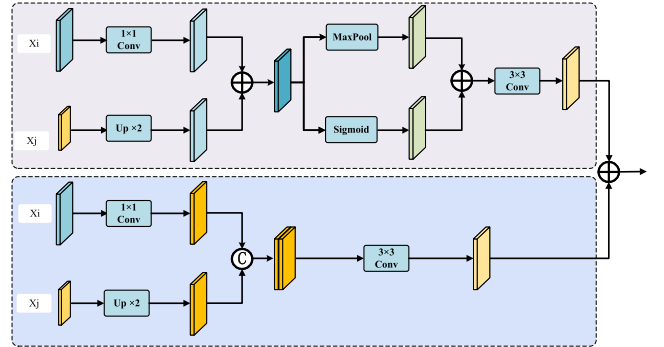 Xi
1×1
Conv
MaxPool
3×3
Conv
Xj
Up ×2
Sigmoid
Xi
1×1
Conv
C
3×3
Conv
Xj
Up ×2